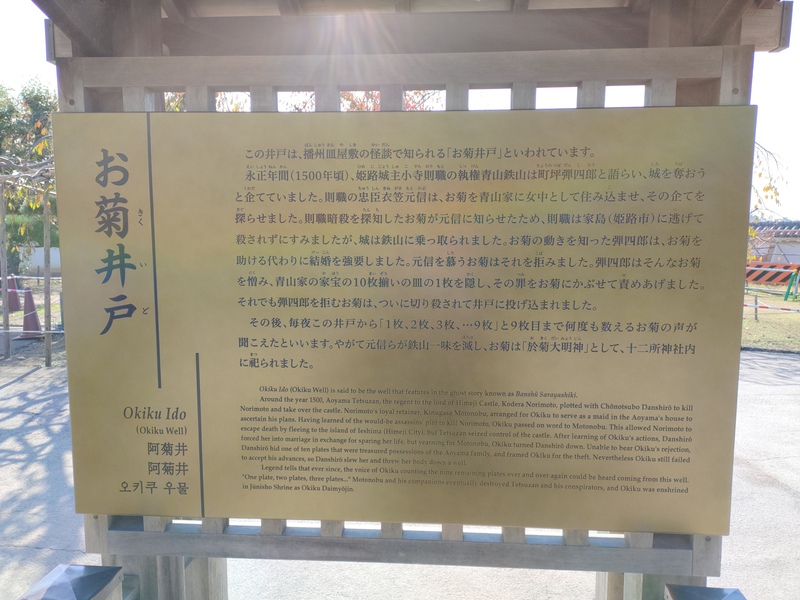 お菊井戸
きく い ど
Okiku Ido
(Okiku Well)
阿菊井
阿菊井
오키쿠 우물
この井戸は、播州皿屋敷の怪談で知られる「お菊井戸」といわれています。
永正年間(1500年頃)、姫路城主小寺則職の執権青山鉄山は町坪弾四郎と語らい、城を奪おう
と企てていました。則職の忠臣衣笠元信は、お菊を青山家に女中として住み込ませ、その企てを
探らせました。則職暗殺を探知したお菊が元信に知らせたため、則職は家島(姫路市)に逃げて
殺されずにすみましたが、城は鉄山に乗っ取られました。お菊の動きを知った弾四郎は、お菊を
助ける代わりに結婚を強要しました。元信を慕うお菊はそれを拒みました。弾四郎はそんなお菊
を憎み、青山家の家宝の10枚揃いの皿の1枚を隠し、その罪をお菊にかぶせて責めあげました。
それでも弾四郎を拒むお菊は、ついに切り殺されて井戸に投げ込まれました。
その後、毎夜この井戸から「1枚、2枚、3枚、…9枚」と9枚目まで何度も数えるお菊の声が
聞こえたといいます。やがて元信らが鉄山一味を滅し、お菊は「於菊大明神」として、十二所神社内
に祀られました。
Okiku Ido (Okiku Well) is said to be the well that features in the ghost story known as Banshū Sarayashiki.
Around the year 1500, Aoyama Tetsuzan, the regent to the lord of Himeji Castle, Kodera Norimoto, plotted with Chōnotsubo Danshirō to kill
Norimoto and take over the castle. Norimoto's loyal retainer, Kinugasa Motonobu, arranged for Okiku to serve as a maid in the Aoyama's house to
ascertain his plans. Having learned of the would-be assassins' plot to kill Norimoto, Okiku passed on word to Motonobu. This allowed Norimoto to
escape death by fleeing to the island of Ieshima (Himeji City), but Tetsuzan seized control of the castle. After learning of Okiku's actions, Danshirō
forced her into marriage in exchange for sparing her life, but yearning for Motonobu, Okiku turned Danshirō down. Unable to bear Okiku's rejection,
Danshirō hid one of ten plates that were treasured possessions of the Aoyama family, and framed Okiku for the theft. Nevertheless Okiku still failed
to accept his advances, so Danshirō slew her and threw her body down a well.
Legend tells that ever since, the voice of Okiku counting the nine remaining plates over and over again could be heard coming from this well.
"One plate, two plates, three plates..." Motonobu and his companions eventually destroyed Tetsuzan and his conspirators, and Okiku was enshrined
in Jūnisho Shrine as Okiku Daimyōjin.